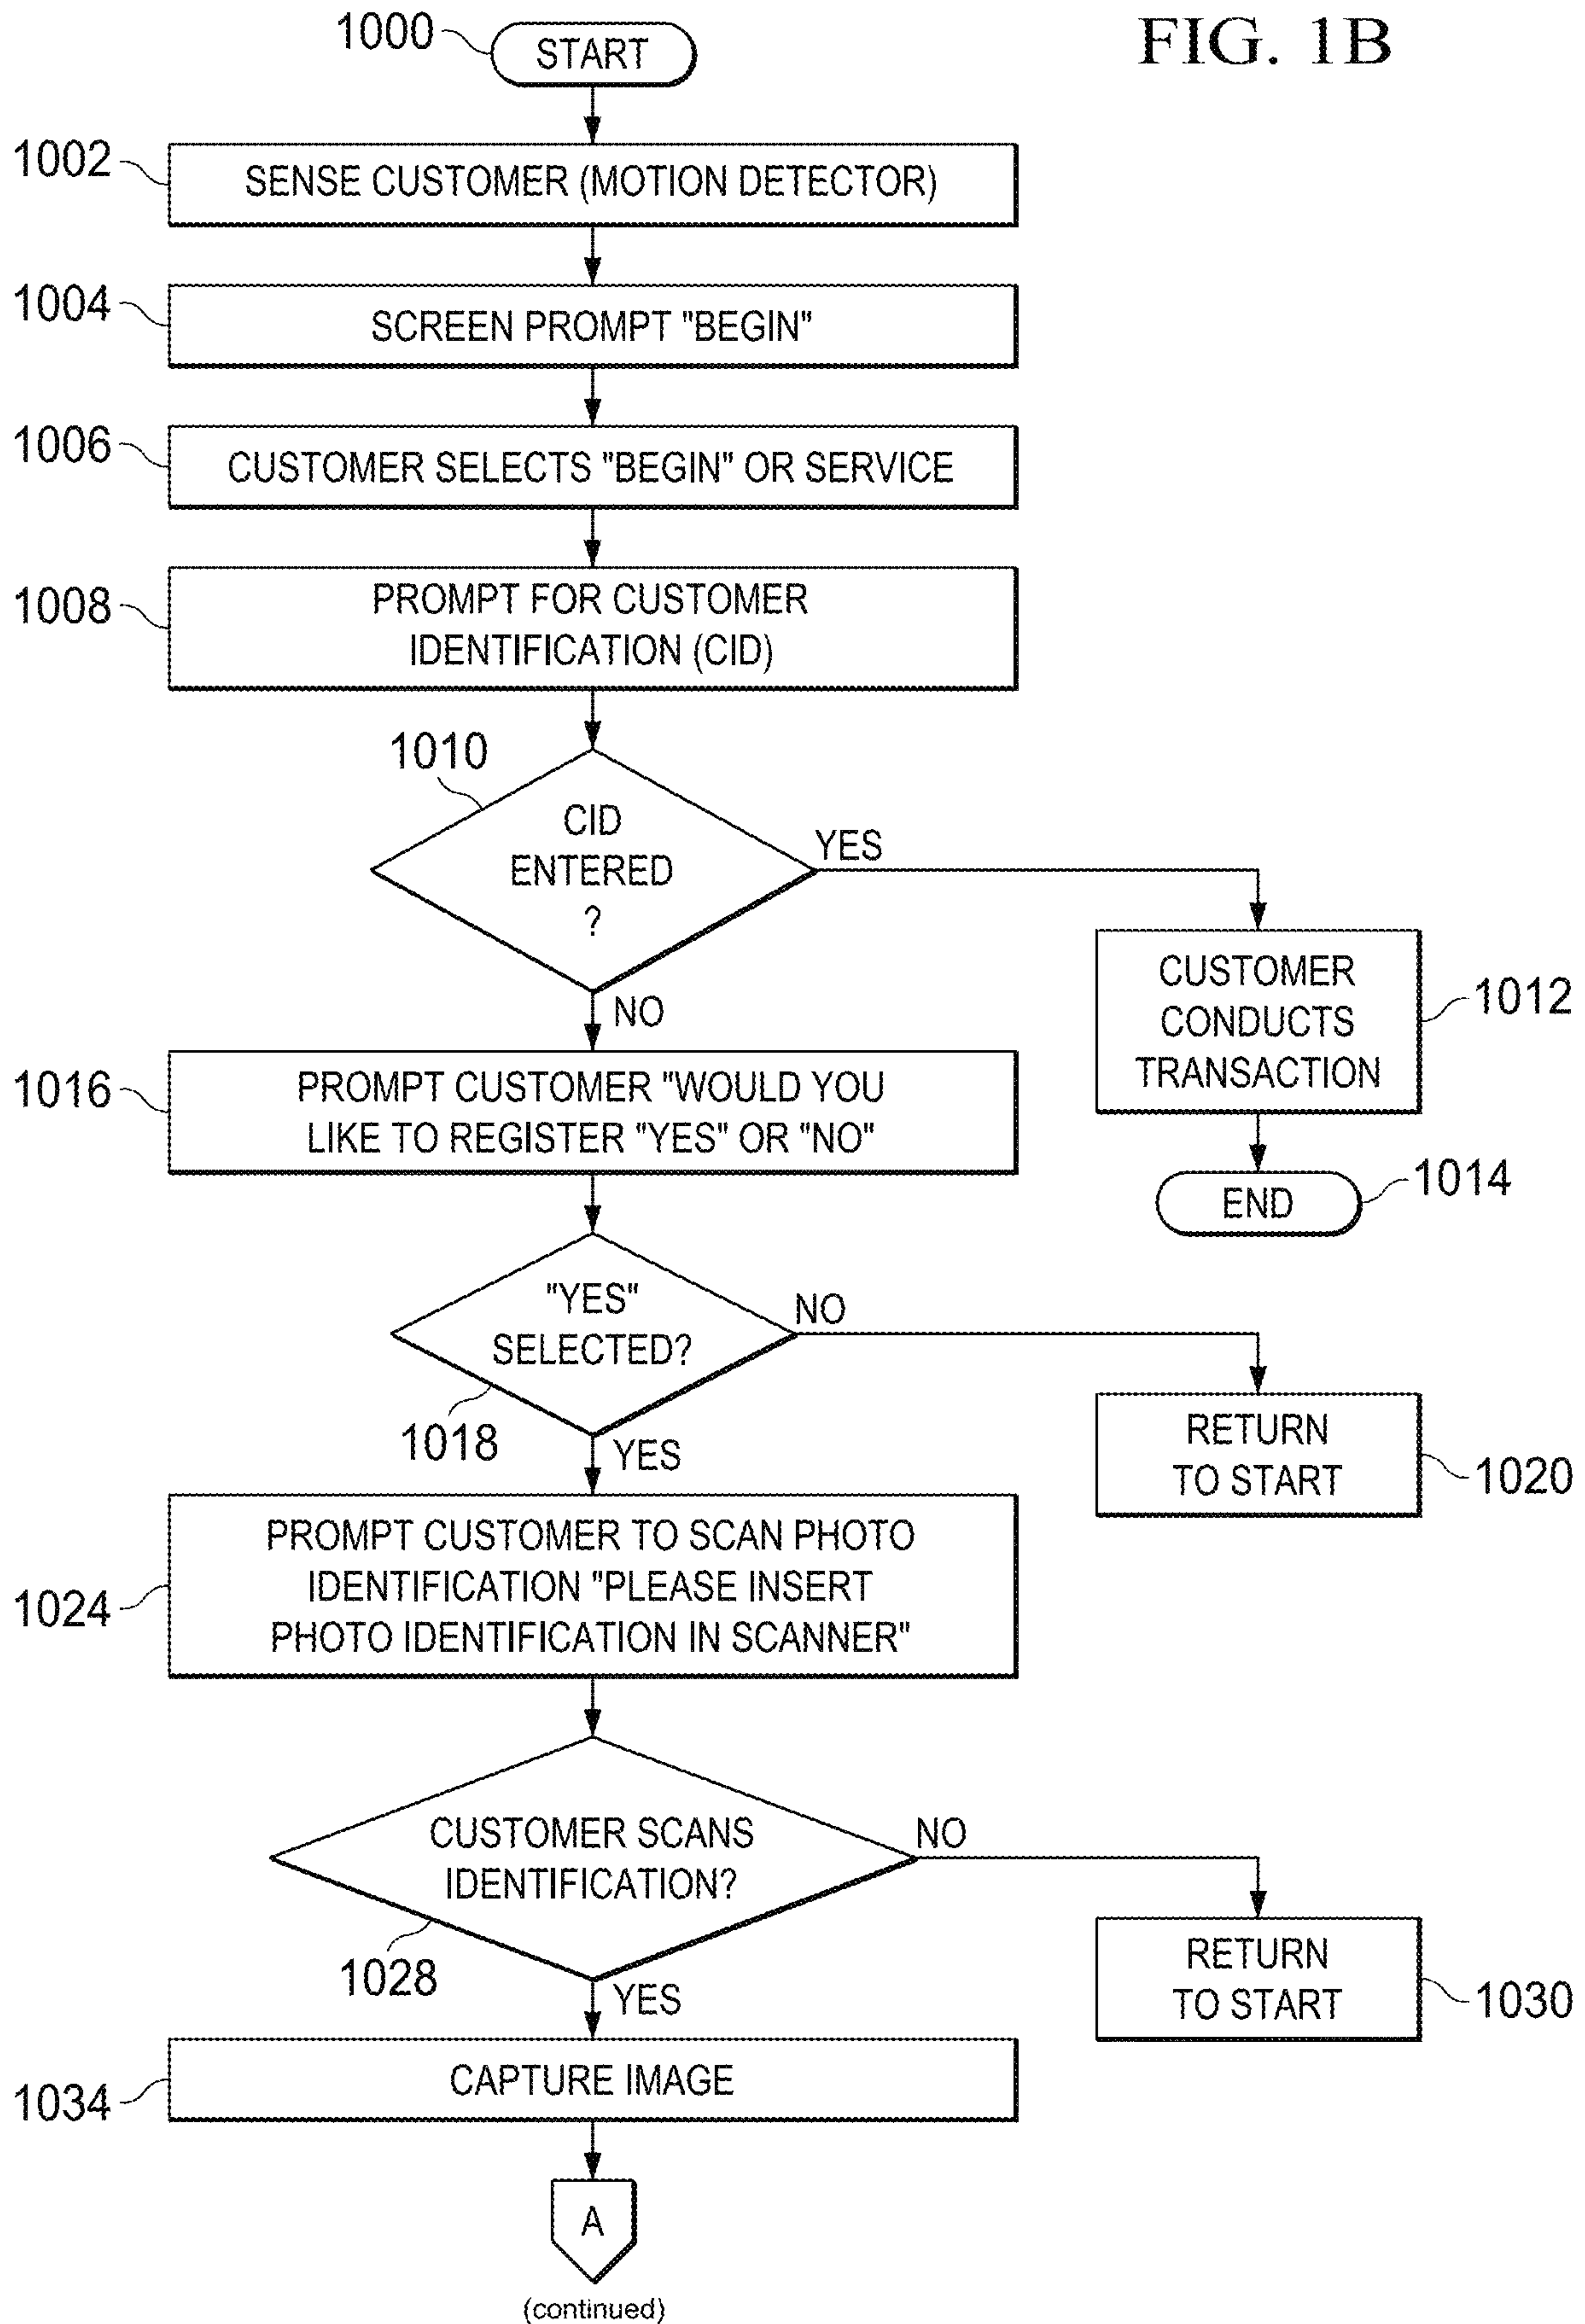 FIG. 1B
1000
START
1002
SENSE CUSTOMER (MOTION DETECTOR)
1004
SCREEN PROMPT "BEGIN"
1006
CUSTOMER SELECTS "BEGIN" OR SERVICE
1008
PROMPT FOR CUSTOMER
IDENTIFICATION (CID)
1010
CID
ENTERED
?
YES
NO
CUSTOMER
CONDUCTS
TRANSACTION
1012
END
1014
1016
PROMPT CUSTOMER "WOULD YOU
LIKE TO REGISTER "YES" OR "NO"
"YES"
SELECTED?
1018
NO
YES
RETURN
TO START
1020
1024
PROMPT CUSTOMER TO SCAN PHOTO
IDENTIFICATION "PLEASE INSERT
PHOTO IDENTIFICATION IN SCANNER"
CUSTOMER SCANS
IDENTIFICATION?
1028
NO
YES
RETURN
TO START
1030
1034
CAPTURE IMAGE
A
(continued)